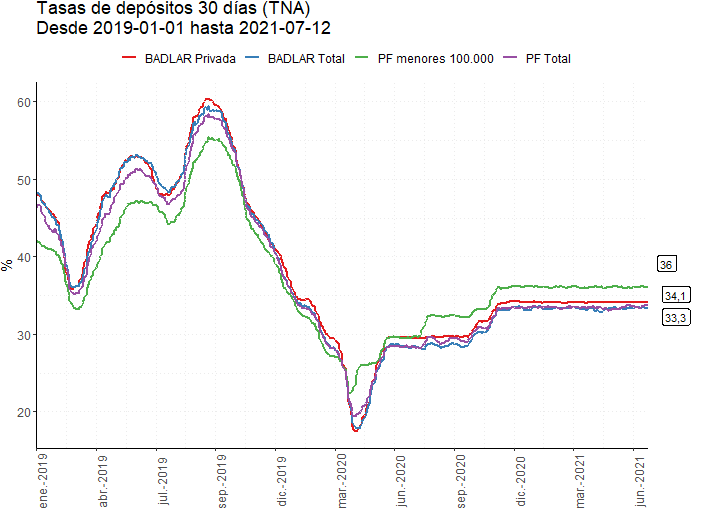 Tasas de depósitos 30 días (TNA)
Desde 2019-01-01 hasta 2021-07-12
BADLAR Privada BADLAR Total PF menores 100.000 PF Total
%
60
50
40
30
20
36
34,1
33,3
ene.-2019
abr.-2019
jul.-2019
sep.-2019
dic.-2019
mar.-2020
jun.-2020
sep.-2020
dic.-2020
mar.-2021
jun.-2021